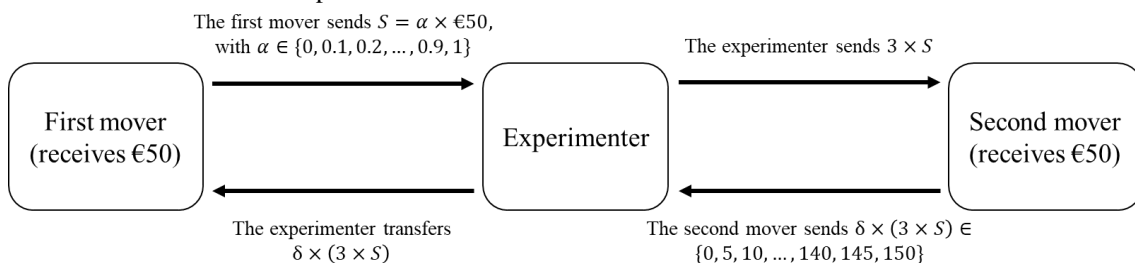 The first mover sends 𝑆 = 𝛼 × €50,
with 𝛼 ∈ {0, 0.1, 0.2, … , 0.9, 1}
The experimenter sends 3 × 𝑆
First mover
(receives €50)
Experimenter
Second mover
(receives €50)
The experimenter transfers
δ × (3 × 𝑆)
The second mover sends δ × (3 × 𝑆) ∈
{0, 5, 10, … , 140, 145, 150}